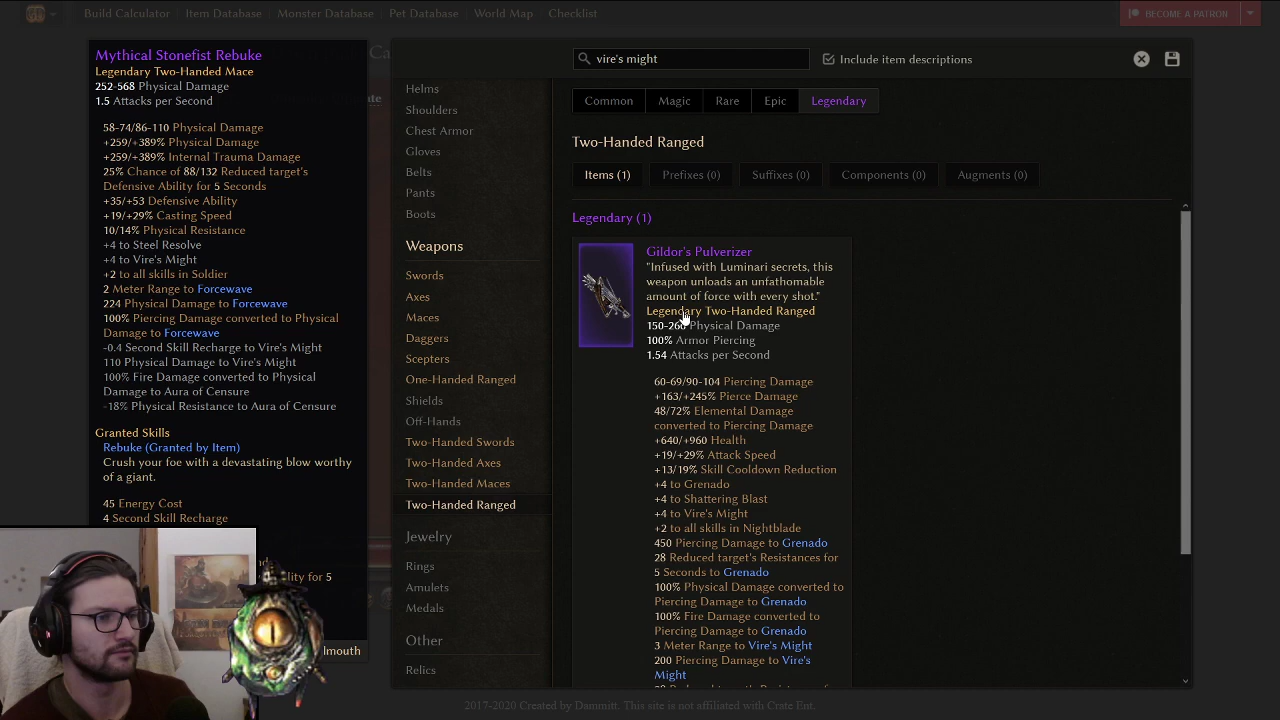 Build Calculator
Item Database
Monster Database
Pet Database
World Map
Checklist
BECOME A PATRON
Mythical Stonefist Rebuke
Legendary Two-Handed Mace
252-568 Physical Damage
1.5 Attacks per Second
58-74/86-110 Physical Damage
+259/+389% Physical Damage
+259/+389% Internal Trauma Damage
25% Chance of 88/132 Reduced target's
Defensive Ability for 5 Seconds
+35/+53 Defensive Ability
+19/+29% Casting Speed
10/14% Physical Resistance
+4 to Steel Resolve
+4 to Vire's Might
+2 to all skills in Soldier
2 Meter Range to Forcewave
224 Physical Damage to Forcewave
100% Piercing Damage converted to Physical
Damage to Forcewave
-0.4 Second Skill Recharge to Vire's Might
110 Physical Damage to Vire's Might
100% Fire Damage converted to Physical
Damage to Aura of Censure
-18% Physical Resistance to Aura of Censure
Granted Skills
Rebuke (Granted by Item)
Crush your foe with a devastating blow worthy
of a giant.
45 Energy Cost
4 Second Skill Recharge
ility for 5
lmouth
vire's might
Include item descriptions
Helms
Shoulders
Chest Armor
Gloves
Belts
Pants
Boots
Weapons
Swords
Axes
Maces
Daggers
Scepters
One-Handed Ranged
Shields
Off-Hands
Two-Handed Swords
Two-Handed Axes
Two-Handed Maces
Two-Handed Ranged
Jewelry
Rings
Amulets
Medals
Other
Relics
Common
Magic
Rare
Epic
Legendary
Two-Handed Ranged
Items (1)
Prefixes (0)
Suffixes (0)
Components (0)
Augments (0)
Legendary (1)
Gildor's Pulverizer
"Infused with Luminari secrets, this
weapon unloads an unfathomable
amount of force with every shot."
Legendary Two-Handed Ranged
Physical Damage
100% Armor Piercing
1.54 Attacks per Second
60-69/90-104 Piercing Damage
+163/+245% Pierce Damage
48/72% Elemental Damage
converted to Piercing Damage
+640/+960 Health
+19/+29% Attack Speed
+13/19% Skill Cooldown Reduction
+4 to Grenado
+4 to Shattering Blast
+4 to Vire's Might
+2 to all skills in Nightblade
450 Piercing Damage to Grenado
28 Reduced target's Resistances for
5 Seconds to Grenado
100% Physical Damage converted to
Piercing Damage to Grenado
100% Fire Damage converted to
Piercing Damage to Grenado
3 Meter Range to Vire's Might
200 Piercing Damage to Vire's
Might
2017-2020 Created by Dammitt. This site is not affiliated with Crate Ent.